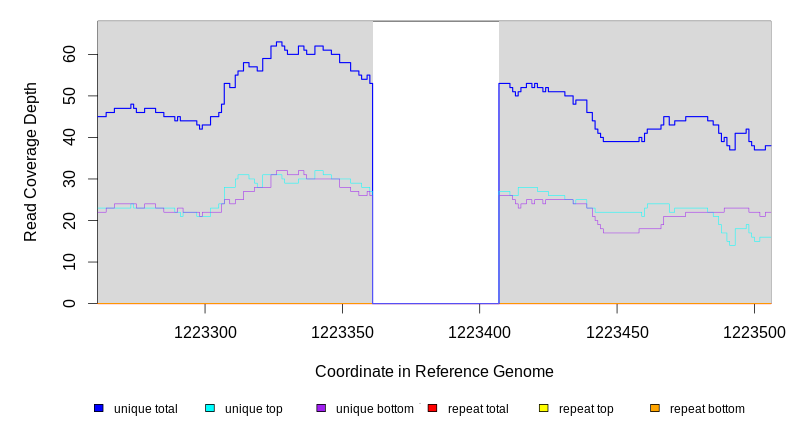 Read Coverage Depth
60
50
40
30
20
10
0
1223300 1223350 1223400 1223450 1223500
Coordinate in Reference Genome
unique total unique top unique bottom repeat total repeat top repeat bottom